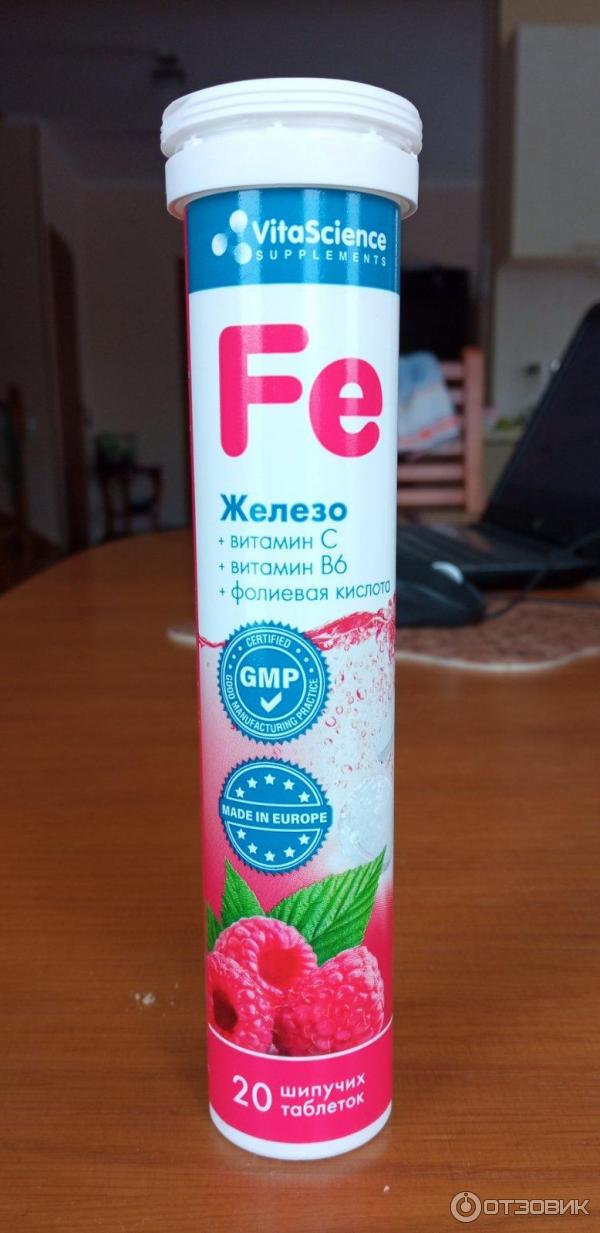 VitaScience
SUPPLEMENTS
Fe
Железо
+ витамин С
+ витамин В6
+ фолиевая кислота
CERTIFIED
GMP
GOOD MANUFACTURING PRACTICE
MADE IN EUROPE
20 шипучих
таблеток
ОТЗОВИК